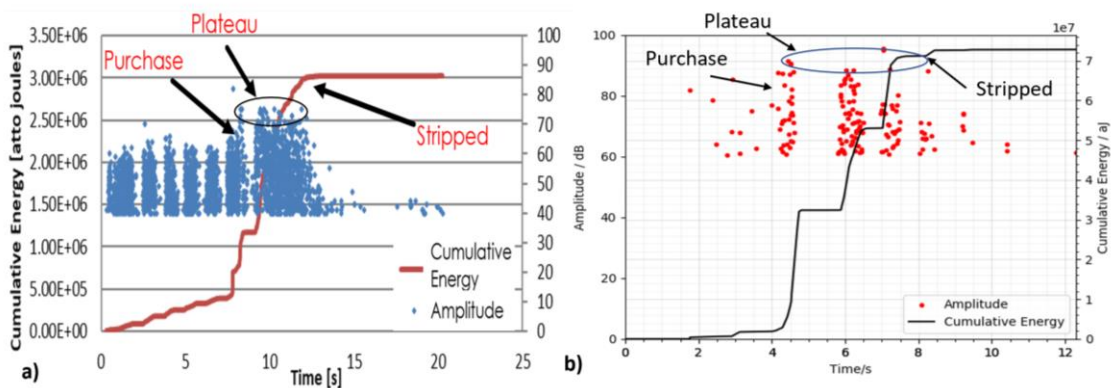 Cumulative Energy [atto joules]
3.50E+06
3.00E+06
2.50E+06
2.00E+06
1.50E+06
1.00E+06
5.00E+05
0.00E+00
Plateau
Purchase
Stripped
100
90
80
70
60
50
40
30
20
10
0
Cumulative
Energy
Amplitude
0
5
10
15
20
25
Time [s]
a)
Amplitude / dB
100
80
60
40
20
0
Plateau
Purchase
Stripped
1e7
7
6
5
4
3
2
1
0
Cumulative Energy / aJ
Amplitude
Cumulative Energy
0
2
4
6
8
10
12
Time/s
b)